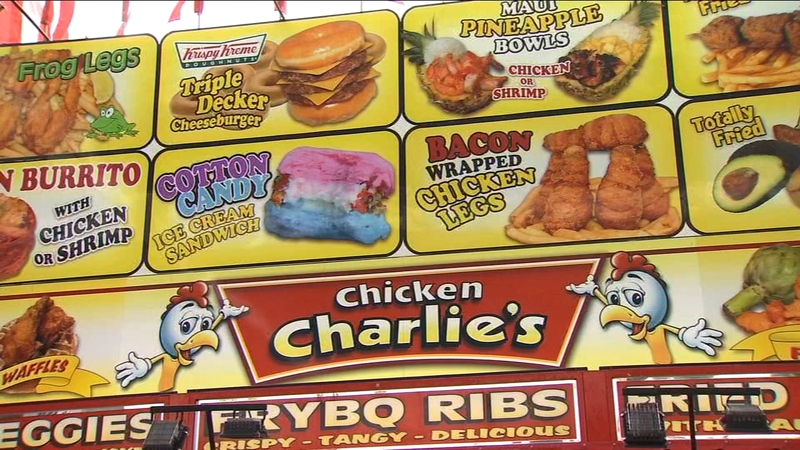 Frog Legs
Krispy Kreme
DOUGHNUTS
Triple
Decker
Cheeseburger
MAUI
PINEAPPLE
BOWLS
CHICKEN
OR
SHRIMP
Fried
N BURRITO
WITH
CHICKEN
OR SHRIMP
COTTON
CANDY
ICE CREAM
SANDWICH
BACON
WRAPPED
CHICKEN
LEGS
Totally
Fried
WAFFLES
Chicken
Charlie's
EGGIES
FRYBQ RIBS
CRISPY - TANGY - DELICIOUS
FRIED
WITH